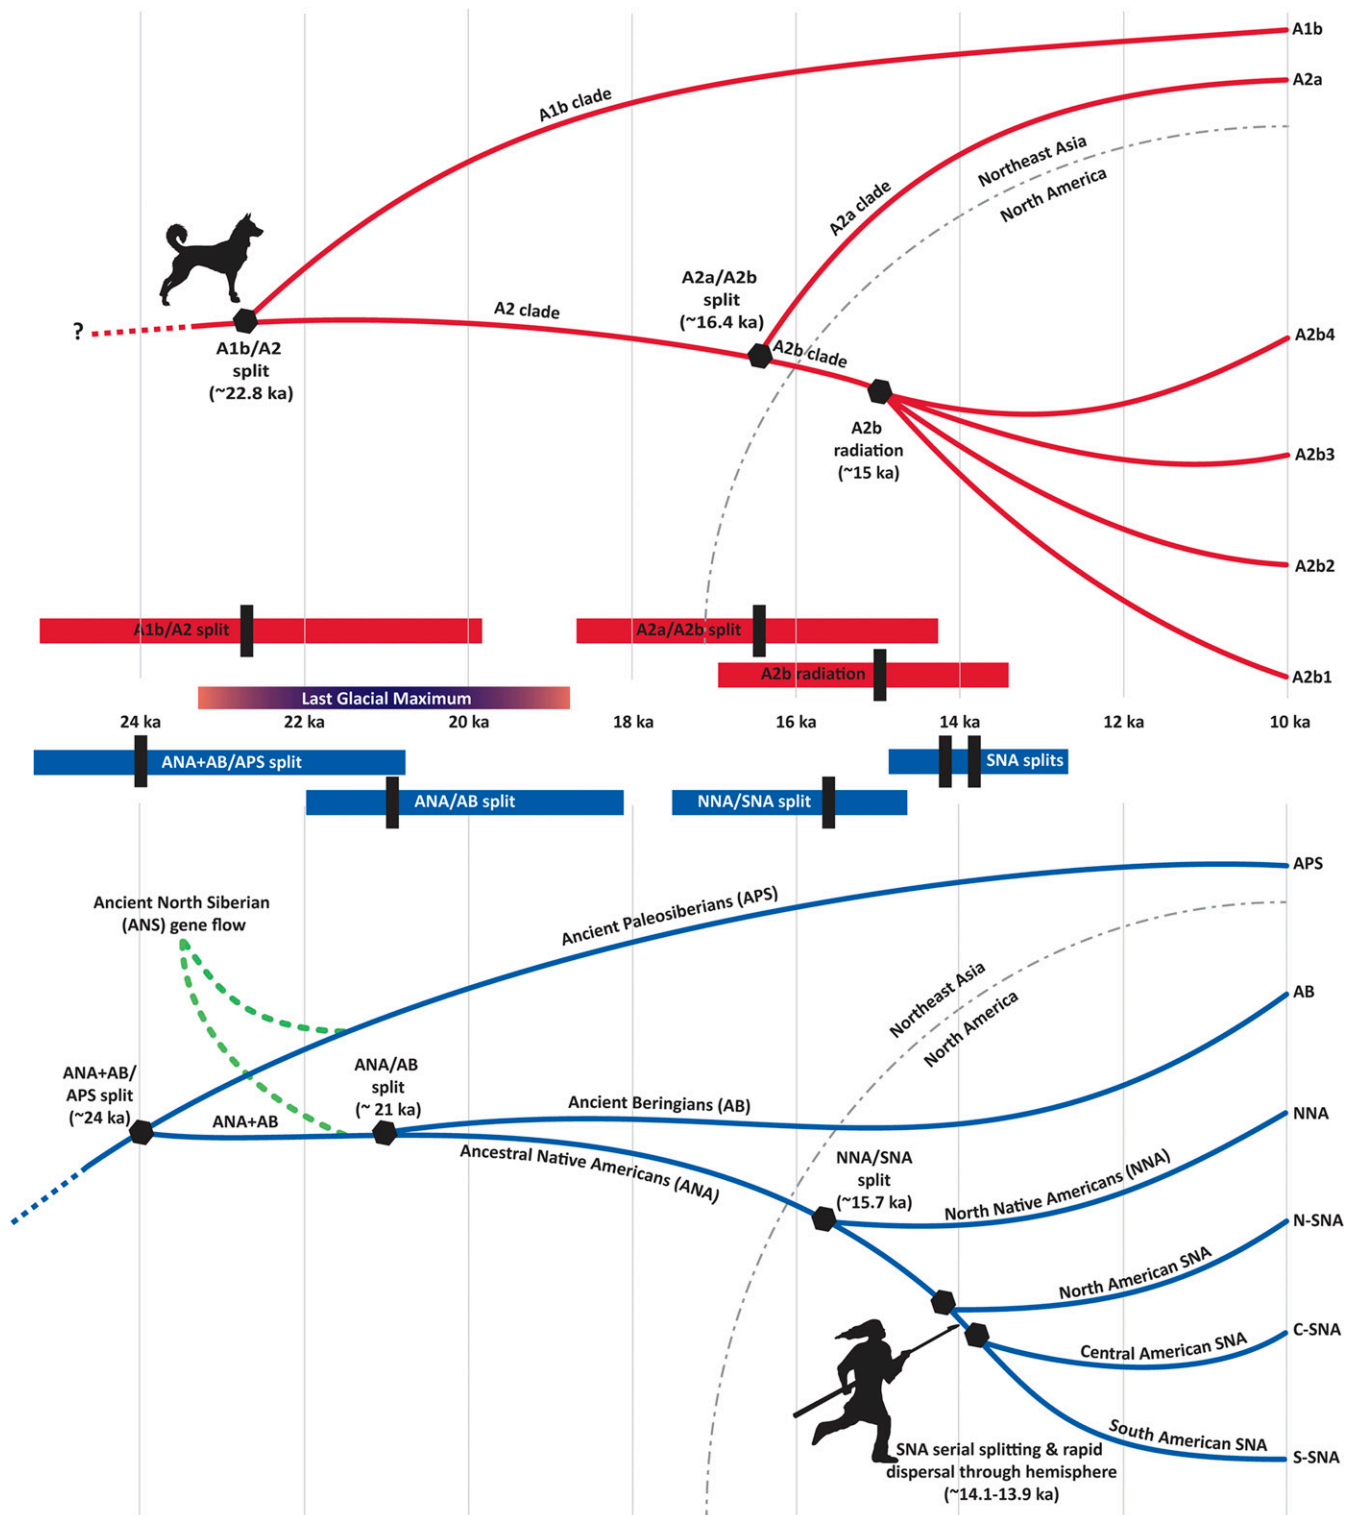 A1b
A2a
A1b clade
Northeast Asia
North America
A2a clade
A2a/A2b
split
(~16.4 ka)
A2 clade
?
A1b/A2
split
(~22.8 ka)
A2b clade
A2b4
A2b
radiation
(~15 ka)
A2b3
A2b2
A2b1
A1b/A2 split
A2a/A2b split
A2b radiation
Last Glacial Maximum
24 ka
22 ka
20 ka
18 ka
16 ka
14 ka
12 ka
10 ka
ANA+AB/APS split
SNA splits
ANA/AB split
NNA/SNA split
APS
Ancient Paleosiberians (APS)
Ancient North Siberian
(ANS) gene flow
Northeast Asia
North America
AB
ANA+AB/
APS split
(~24 ka)
ANA/AB
split
(~ 21 ka)
ANA+AB
Ancient Beringians (AB)
Ancestral Native Americans (ANA)
NNA
NNA/SNA
split
(~15.7 ka)
North Native Americans (NNA)
N-SNA
North American SNA
C-SNA
Central American SNA
South American SNA
S-SNA
SNA serial splitting & rapid
dispersal through hemisphere
(~14.1-13.9 ka)